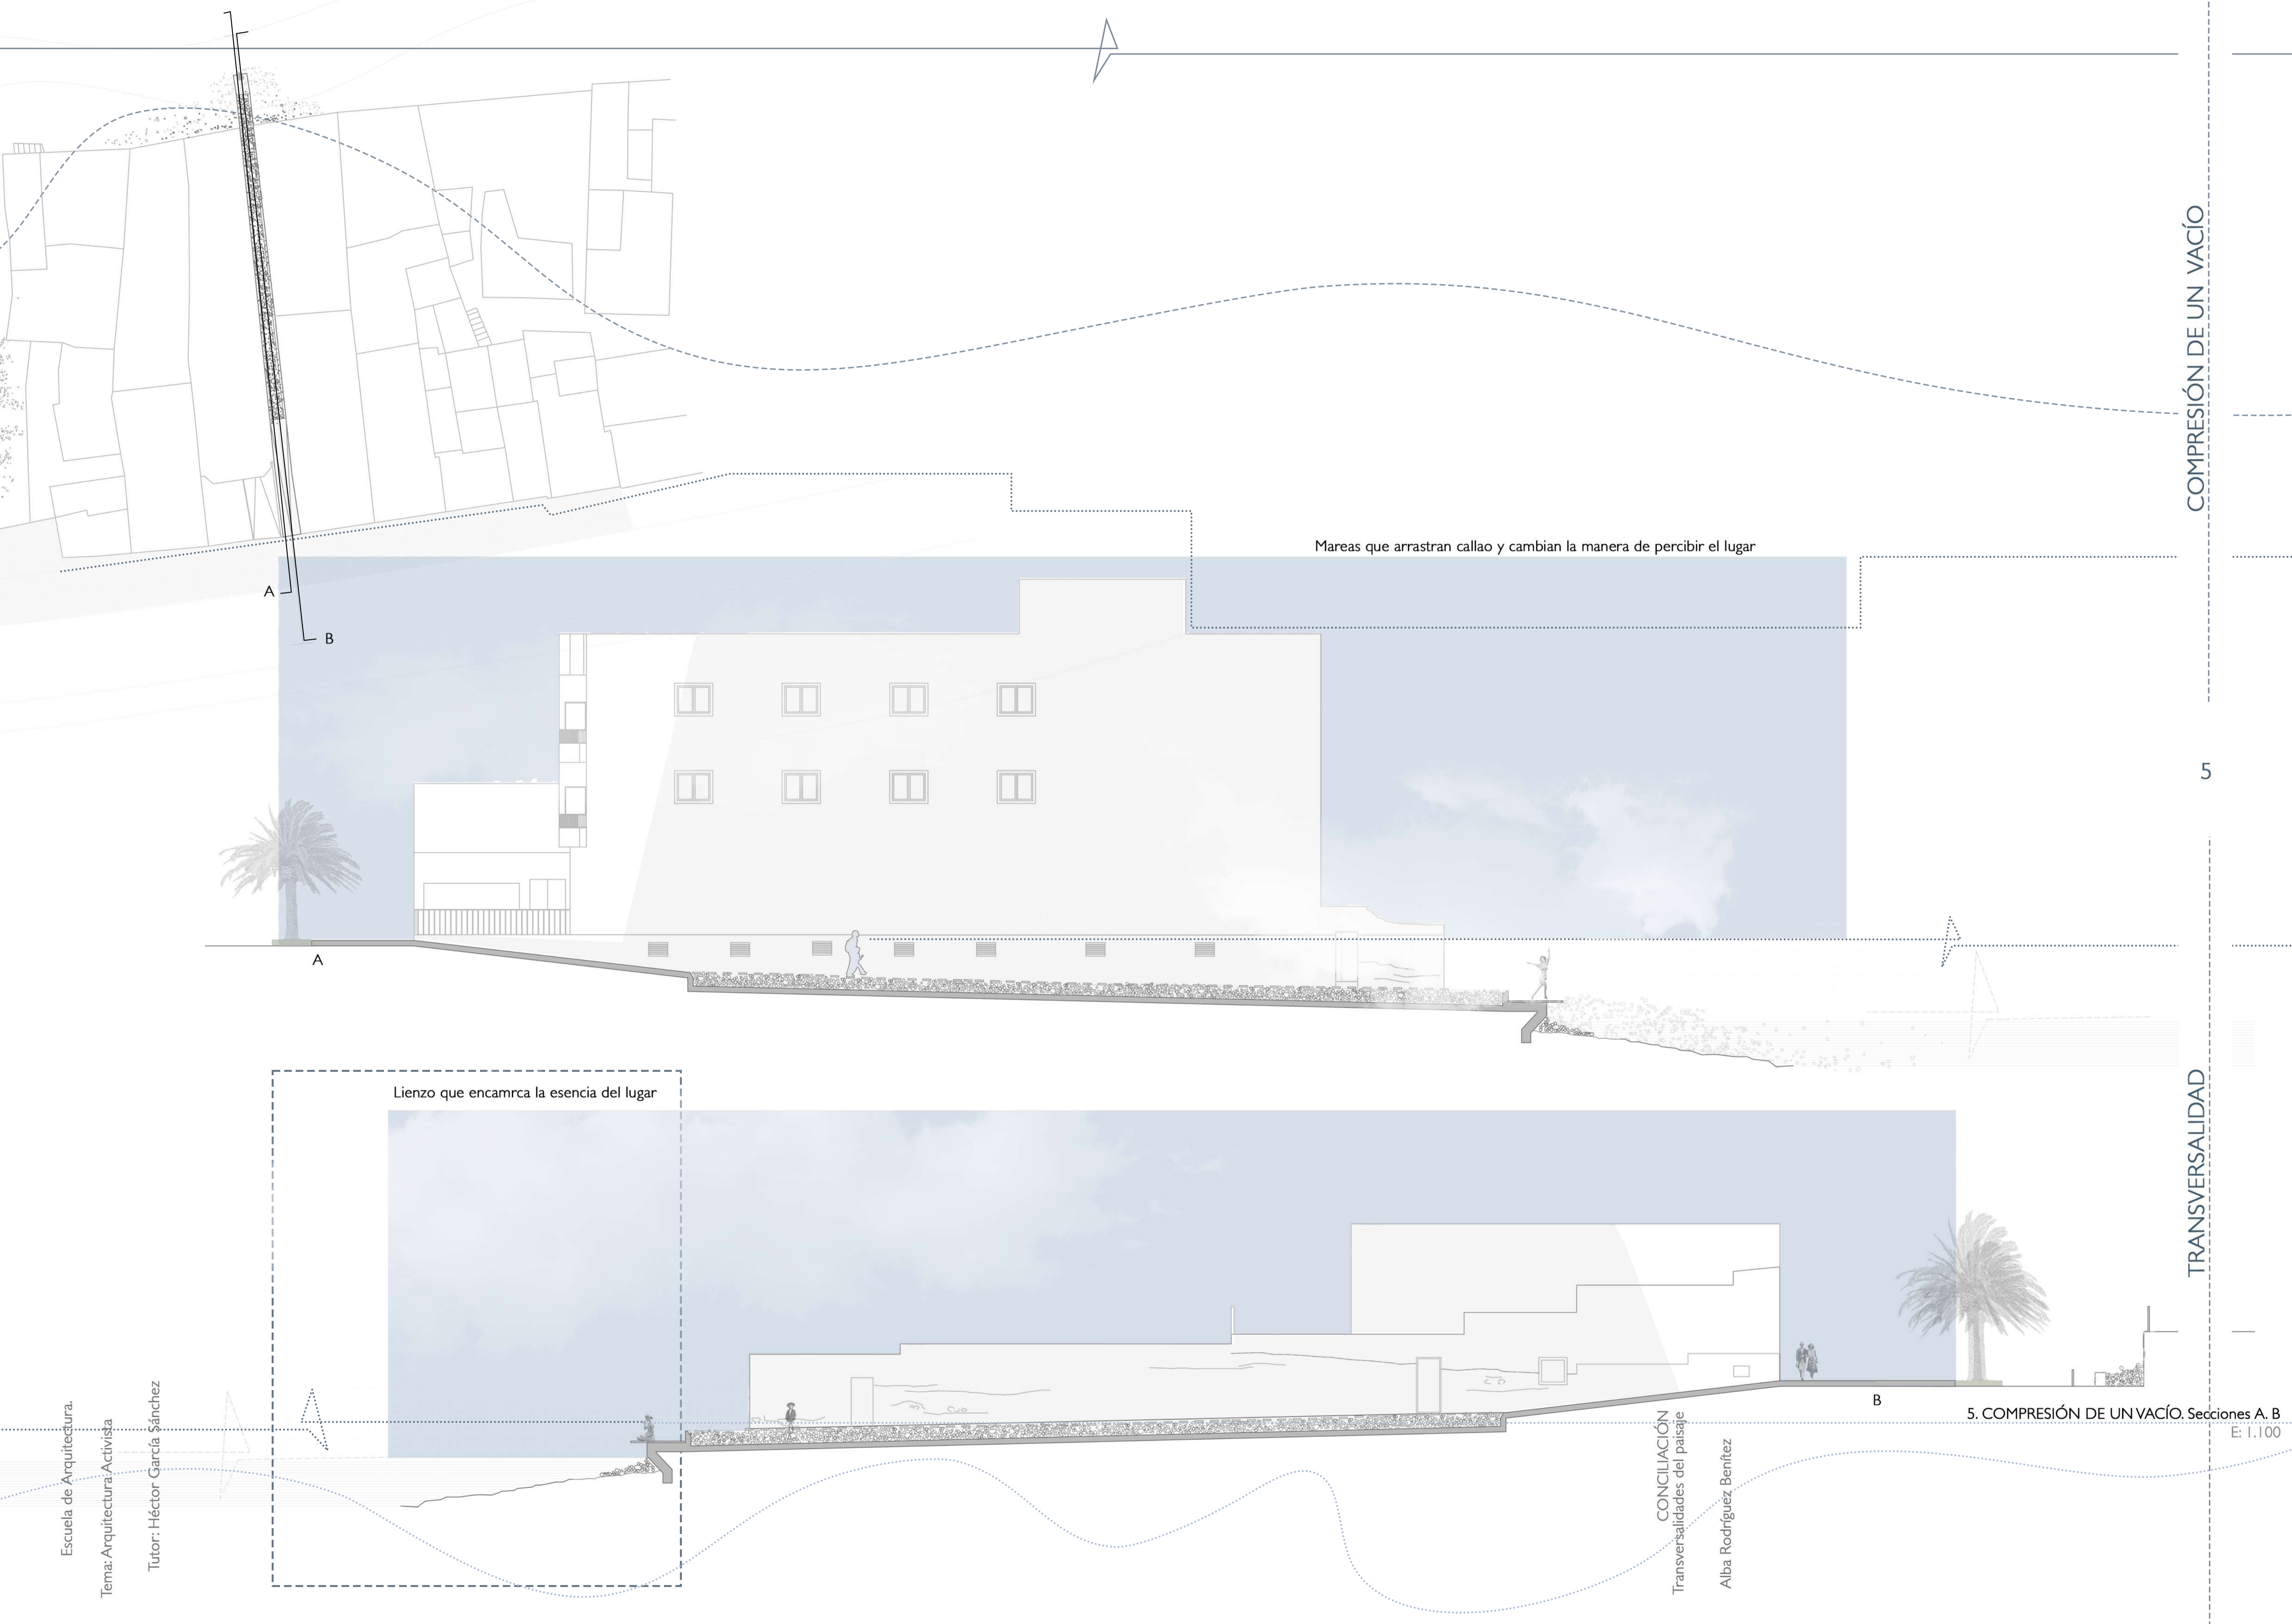 COMPRESIÓN DE UN VACÍO
Mareas que arrastran callao y cambian la manera de percibir el lugar
A
B
5
A
TRANSVERSALIDAD
Lienzo que encamrca la esencia del lugar
B
5. COMPRESIÓN DE UN VACÍO. Secciones A. B
E: 1.100
Escuela de Arquitectura.
Tema: Arquitectura Activista
Tutor: Héctor García Sánchez
CONCILIACIÓN
Transversalidades del paisaje
Alba Rodríguez Benítez